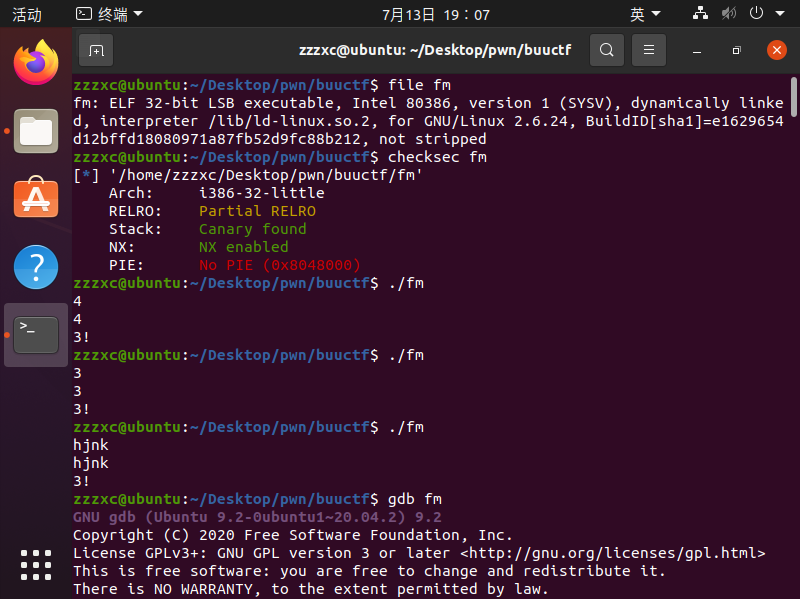 活动 终端 7月13日 19：07 英
zzzxc@ubuntu: ~/Desktop/pwn/buuctf
zzzxc@ubuntu:~/Desktop/pwn/buuctf$ file fm
fm: ELF 32-bit LSB executable, Intel 80386, version 1 (SYSV), dynamically linke
d, interpreter /lib/ld-linux.so.2, for GNU/Linux 2.6.24, BuildID[sha1]=e1629654
d12bffd18080971a87fb52d9fc88b212, not stripped
zzzxc@ubuntu:~/Desktop/pwn/buuctf$ checksec fm
[*] '/home/zzzxc/Desktop/pwn/buuctf/fm'
    Arch:     i386-32-little
    RELRO:    Partial RELRO
    Stack:    Canary found
    NX:       NX enabled
    PIE:      No PIE (0x8048000)
zzzxc@ubuntu:~/Desktop/pwn/buuctf$ ./fm
4
4
3!
zzzxc@ubuntu:~/Desktop/pwn/buuctf$ ./fm
3
3
3!
zzzxc@ubuntu:~/Desktop/pwn/buuctf$ ./fm
hjnk
hjnk
3!
zzzxc@ubuntu:~/Desktop/pwn/buuctf$ gdb fm
GNU gdb (Ubuntu 9.2-0ubuntu1~20.04.2) 9.2
Copyright (C) 2020 Free Software Foundation, Inc.
License GPLv3+: GNU GPL version 3 or later <http://gnu.org/licenses/gpl.html>
This is free software: you are free to change and redistribute it.
There is NO WARRANTY, to the extent permitted by law.